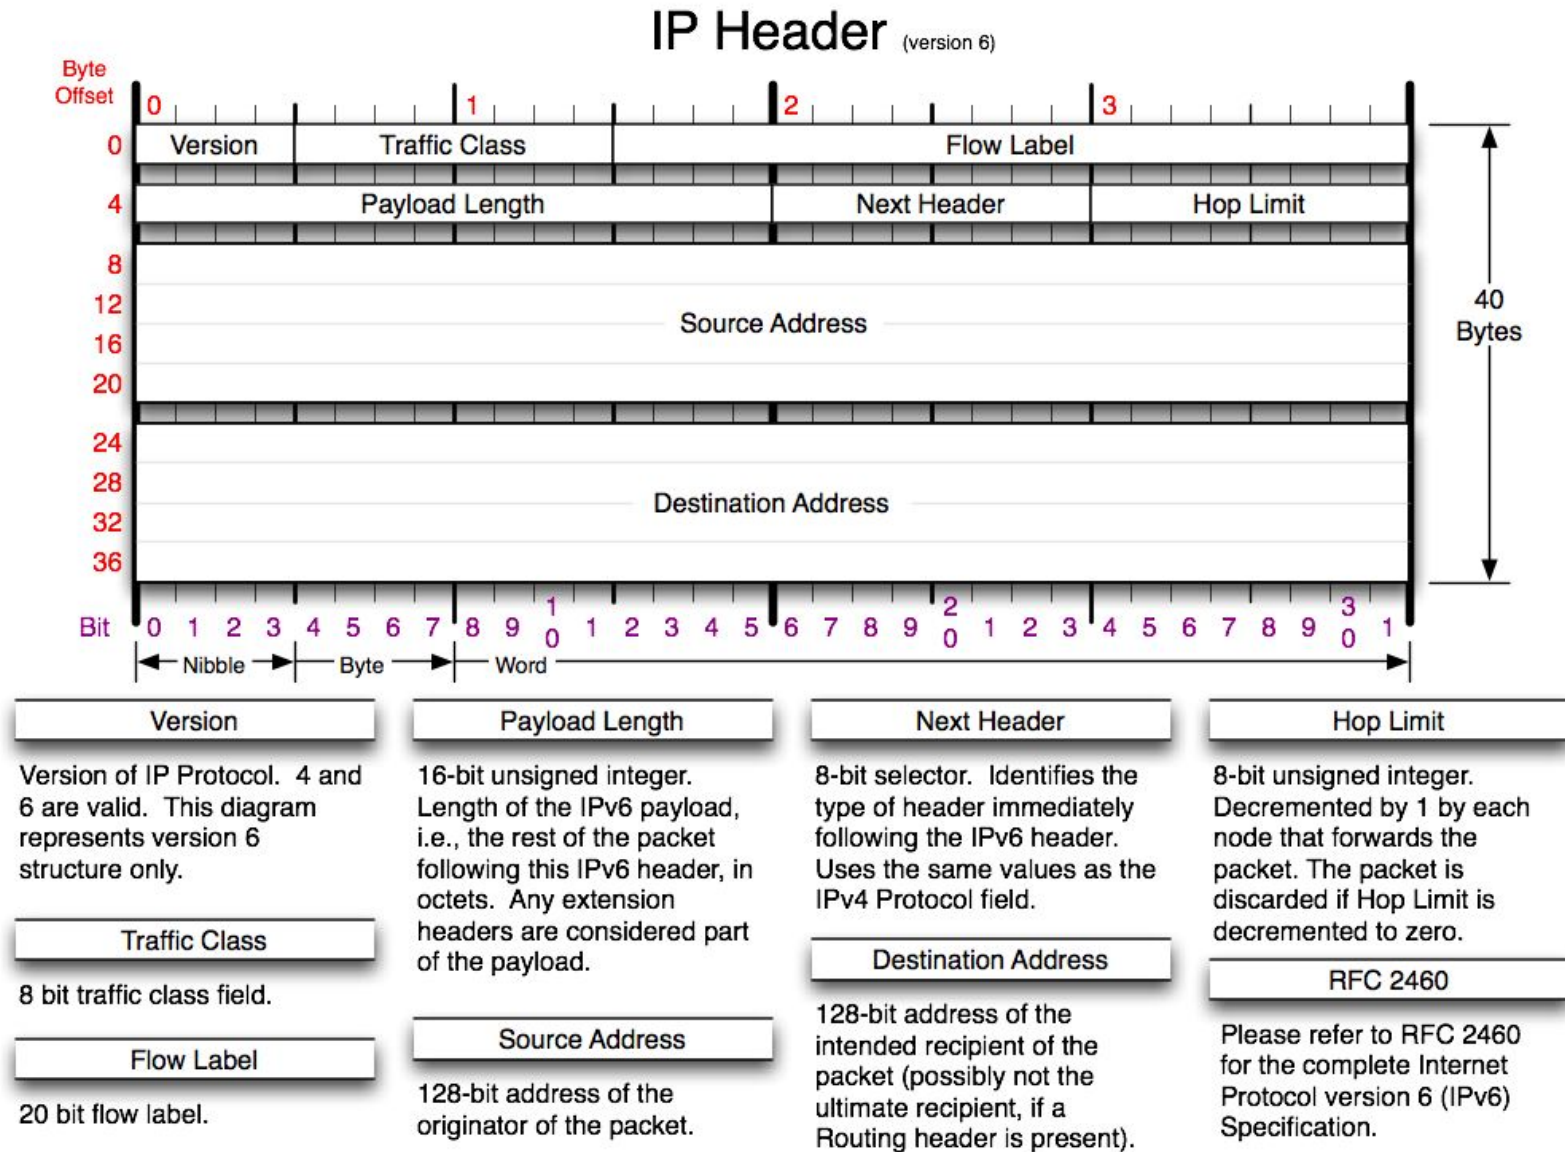 IP Header (version 6)
Byte
Offset
0 1 2 3
0 Version Traffic Class Flow Label
4 Payload Length Next Header Hop Limit
8
12
Source Address
16
20
24
28
Destination Address
32
36
40
Bytes
Bit 0 1 2 3 4 5 6 7 8 9 10 1 2 3 4 5 6 7 8 9 20 1 2 3 4 5 6 7 8 9 30 1
Nibble Byte Word
Version
Version of IP Protocol. 4 and
6 are valid. This diagram
represents version 6
structure only.
Traffic Class
8 bit traffic class field.
Flow Label
20 bit flow label.
Payload Length
16-bit unsigned integer.
Length of the IPv6 payload,
i.e., the rest of the packet
following this IPv6 header, in
octets. Any extension
headers are considered part
of the payload.
Source Address
128-bit address of the
originator of the packet.
Next Header
8-bit selector. Identifies the
type of header immediately
following the IPv6 header.
Uses the same values as the
IPv4 Protocol field.
Destination Address
128-bit address of the
intended recipient of the
packet (possibly not the
ultimate recipient, if a
Routing header is present).
Hop Limit
8-bit unsigned integer.
Decremented by 1 by each
node that forwards the
packet. The packet is
discarded if Hop Limit is
decremented to zero.
RFC 2460
Please refer to RFC 2460
for the complete Internet
Protocol version 6 (IPv6)
Specification.